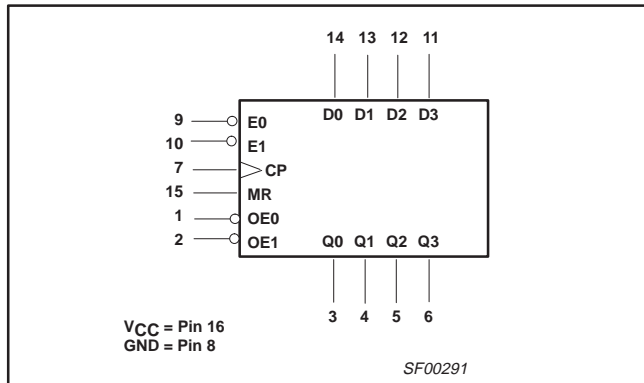 14 13 12 11
D0 D1 D2 D3
9 E0
10 E1
7 CP
15 MR
1 OE0
2 OE1
Q0 Q1 Q2 Q3
3 4 5 6
VCC = Pin 16
GND = Pin 8
SF00291